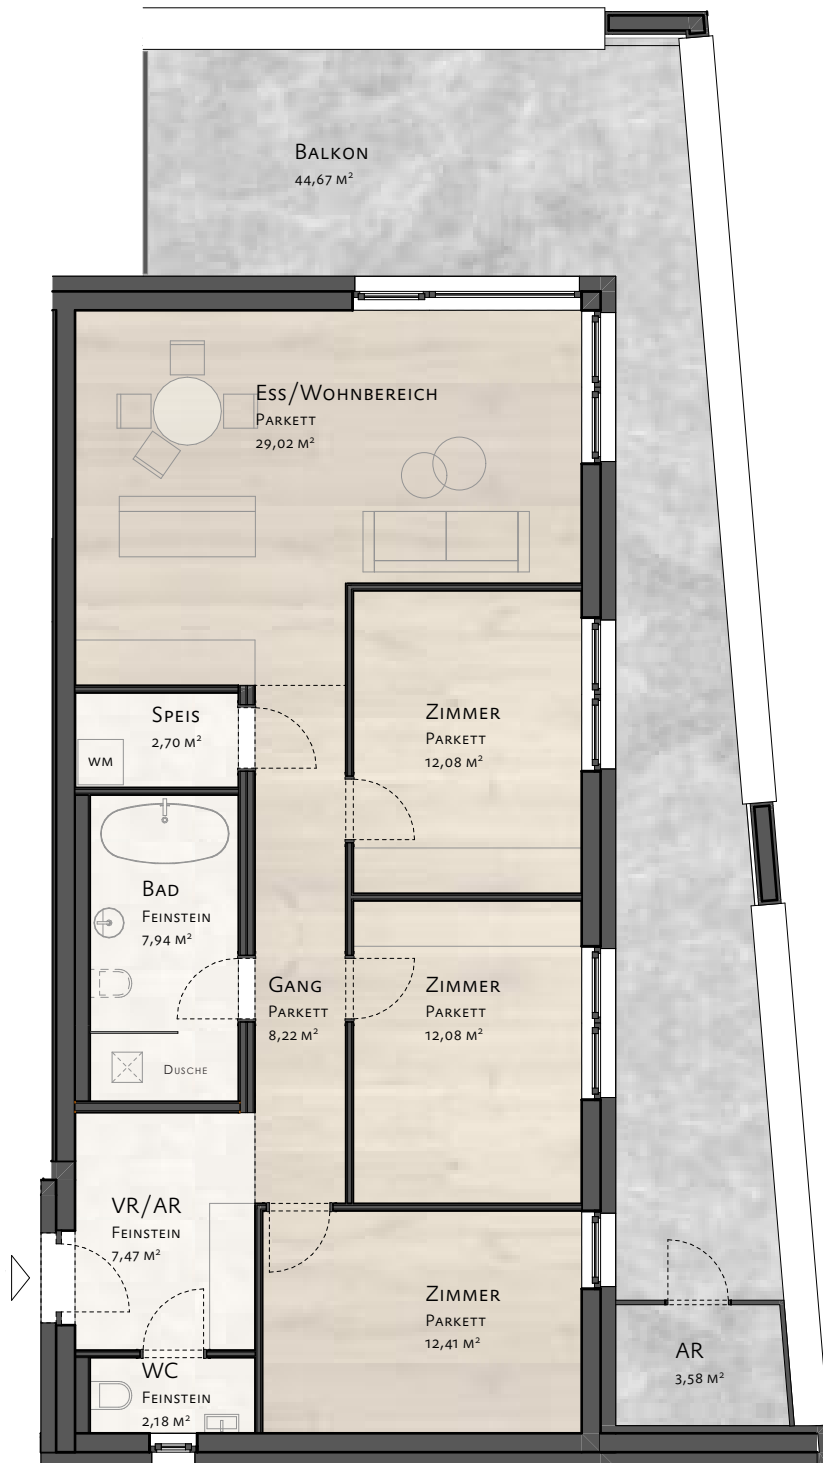 Balkon
44,67 m²
Ess/Wohnbereich
Parkett
29,02 m²
Speis
2,70 m²
WM
Zimmer
Parkett
12,08 m²
Bad
Feinstein
7,94 m²
Dusche
Gang
Parkett
8,22 m²
Zimmer
Parkett
12,08 m²
VR/AR
Feinstein
7,47 m²
Zimmer
Parkett
12,41 m²
WC
Feinstein
2,18 m²
AR
3,58 m²